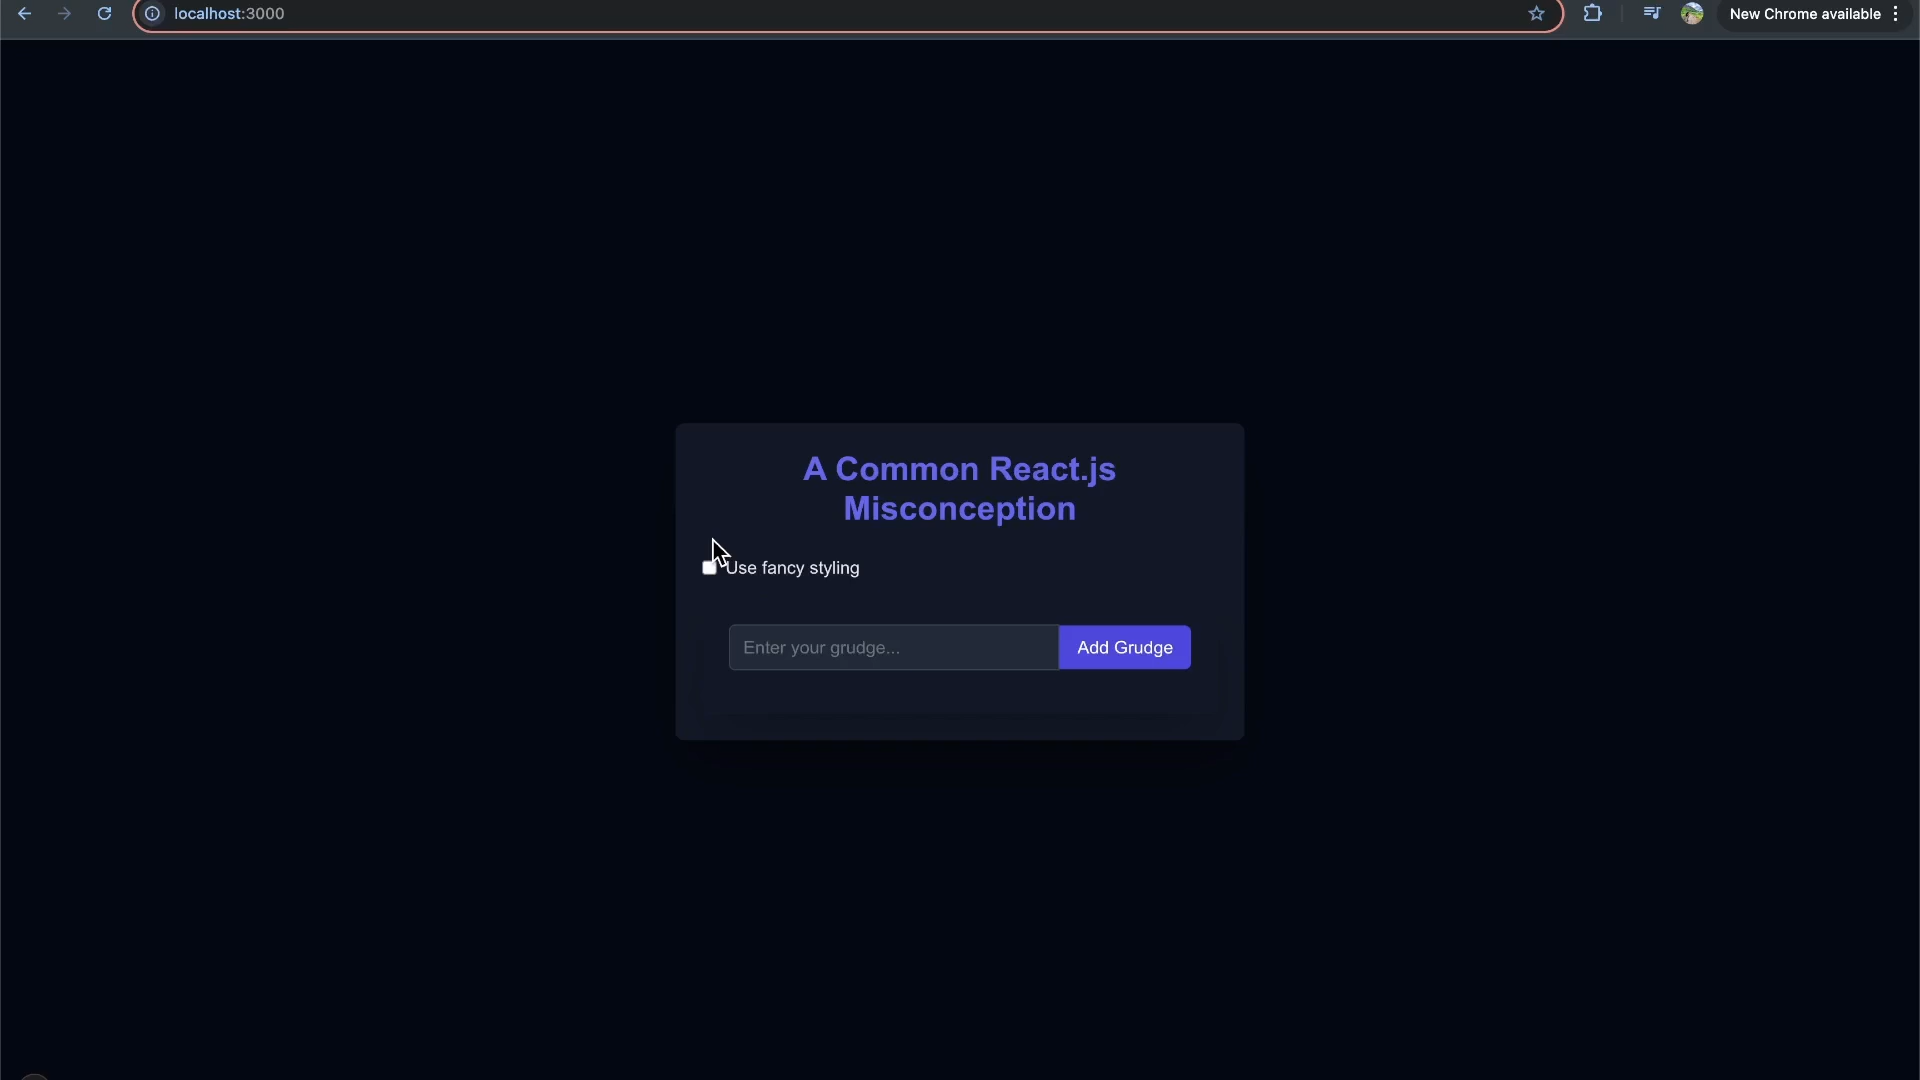 localhost:3000
New Chrome available
A Common React.js
Misconception
Use fancy styling
Enter your grudge...
Add Grudge